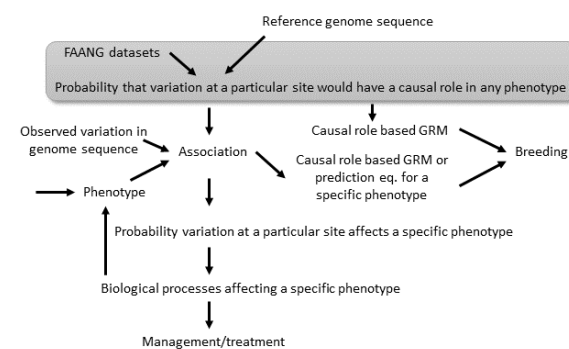 Reference genome sequence
FAANG datasets
Probability that variation at a particular site would have a causal role in any phenotype
Observed variation in
genome sequence
Association
Causal role based GRM
Causal role based GRM or
prediction eq. for a
specific phenotype
Breeding
Phenotype
Probability variation at a particular site affects a specific phenotype
Biological processes affecting a specific phenotype
Management/treatment